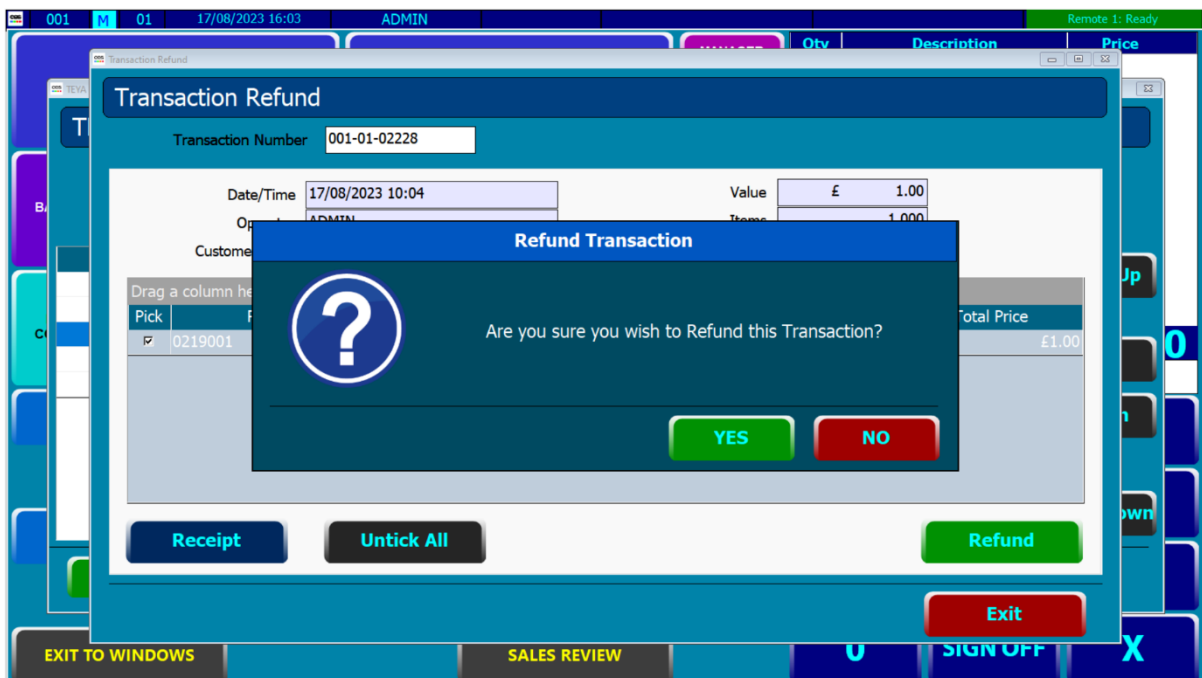 001 M 01 17/08/2023 16:03 ADMIN Remote 1: Ready
Qty Description Price
Transaction Refund
TEYA
Transaction Refund
Transaction Number 001-01-02228
Date/Time 17/08/2023 10:04 Value £ 1.00
Items 1.000
Refund Transaction
Drag a column he
Pick Total Price
0219001 £1.00
Are you sure you wish to Refund this Transaction?
YES NO
Receipt Untick All Refund
Exit
EXIT TO WINDOWS SALES REVIEW 0 SIGN OFF X